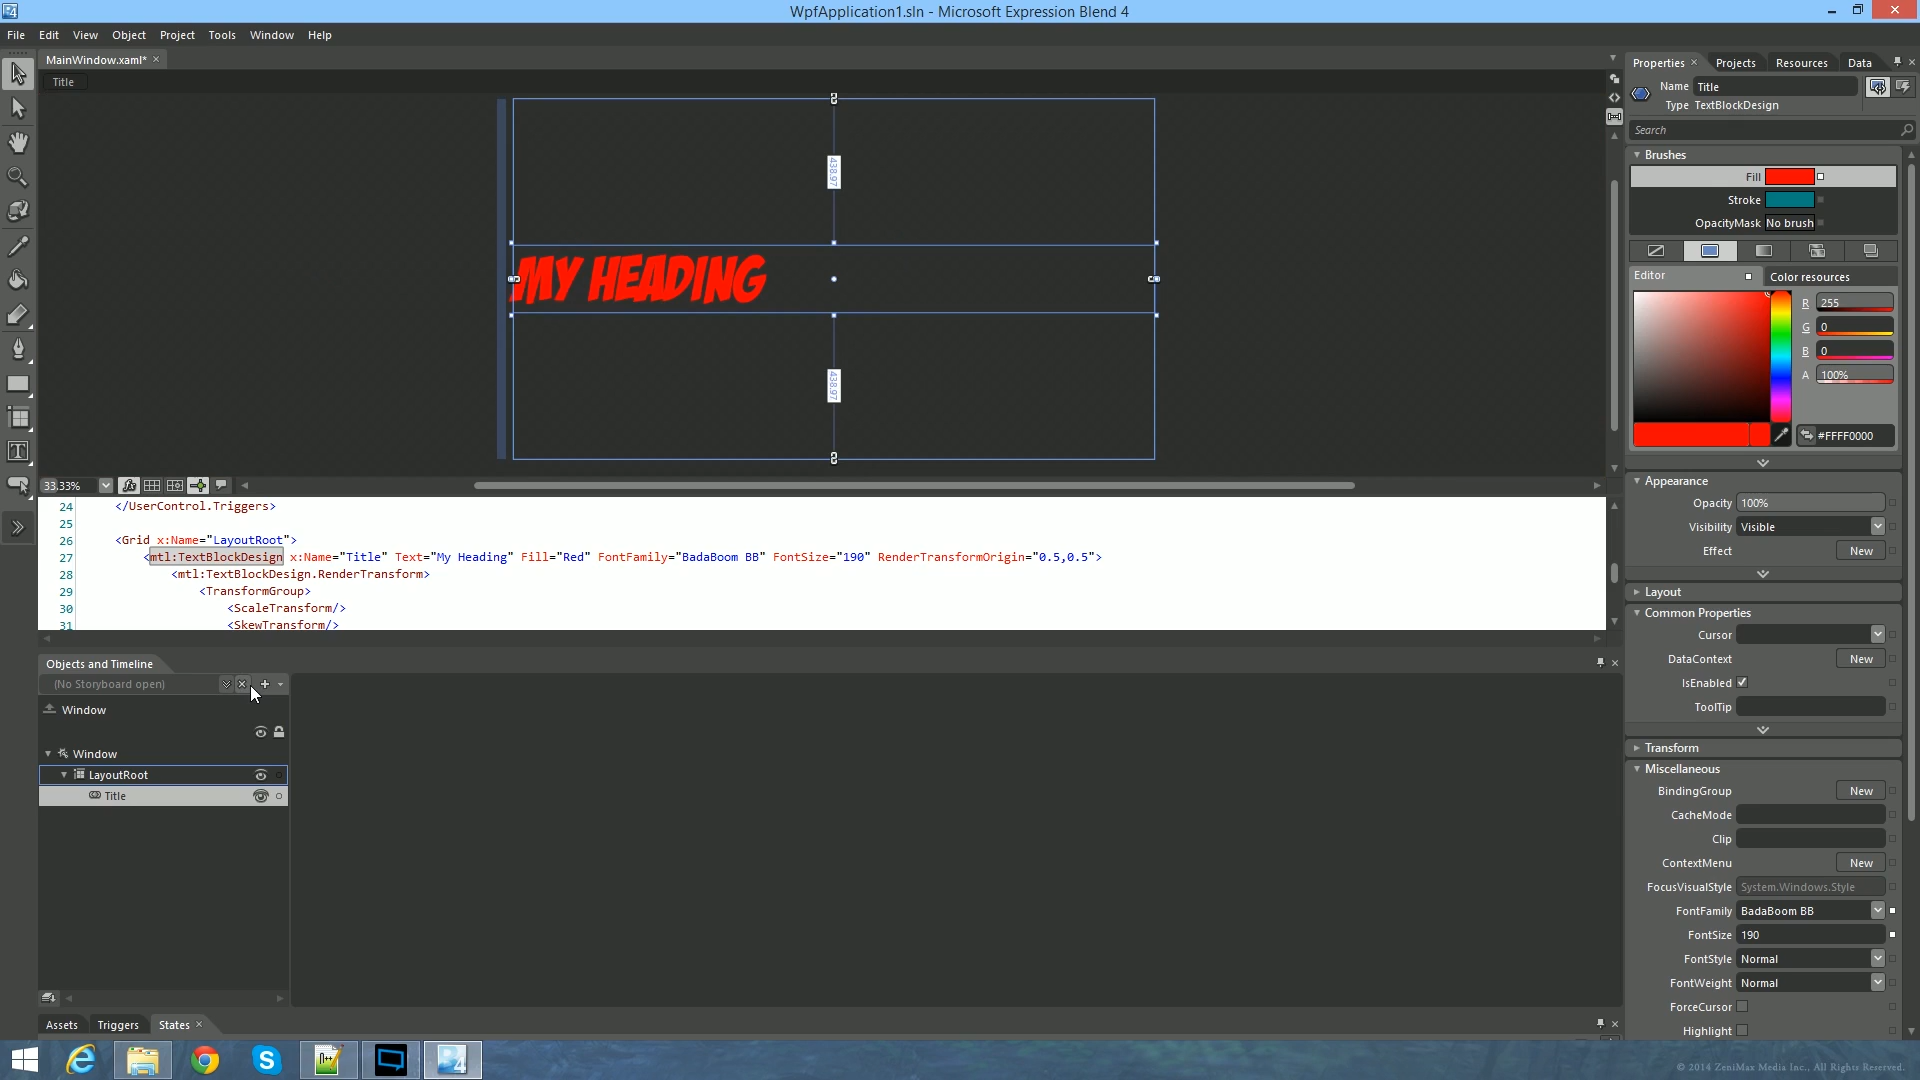 WpfApplication1.sln - Microsoft Expression Blend 4
File Edit View Object Project Tools Window Help
MainWindow.xaml* ×
Title
438.97
MY HEADING
438.97
33.33%
24 </UserControl.Triggers>
25
26 <Grid x:Name="LayoutRoot">
27 <mtl:TextBlockDesign x:Name="Title" Text="My Heading" Fill="Red" FontFamily="BadaBoom BB" FontSize="190" RenderTransformOrigin="0.5,0.5">
28 <mtl:TextBlockDesign.RenderTransform>
29 <TransformGroup>
30 <ScaleTransform/>
31 <SkewTransform/>
Objects and Timeline
(No Storyboard open)
Window
Window
LayoutRoot
Title
Assets Triggers States ×
Properties × Projects Resources Data
Name Title
Type TextBlockDesign
Search
Brushes
Fill
Stroke
OpacityMask No brush
Editor Color resources
R 255
G 0
B 0
A 100%
#FFFF0000
Appearance
Opacity 100%
Visibility Visible
Effect New
Layout
Common Properties
Cursor
DataContext New
IsEnabled
ToolTip
Transform
Miscellaneous
BindingGroup New
CacheMode
Clip
ContextMenu New
FocusVisualStyle System.Windows.Style
FontFamily BadaBoom BB
FontSize 190
FontStyle Normal
FontWeight Normal
ForceCursor
Highlight
© 2014 ZeniMax Media Inc., All Rights Reserved.